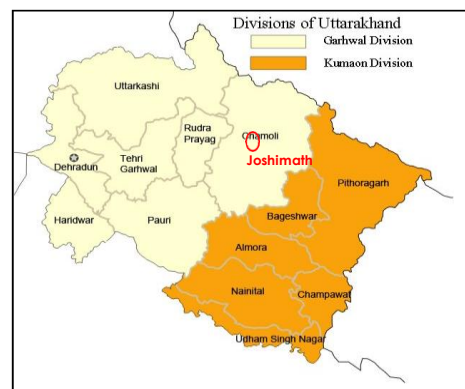 Divisions of Uttarakhand
Garhwal Division
Kumaon Division
Uttarkashi
Rudra
Prayag
Chamoli
Joshimath
Dehradun
Tehri
Garhwal
Pithoragarh
Haridwar
Pauri
Bageshwar
Almora
Nainital
Champawat
Udham Singh Nagar